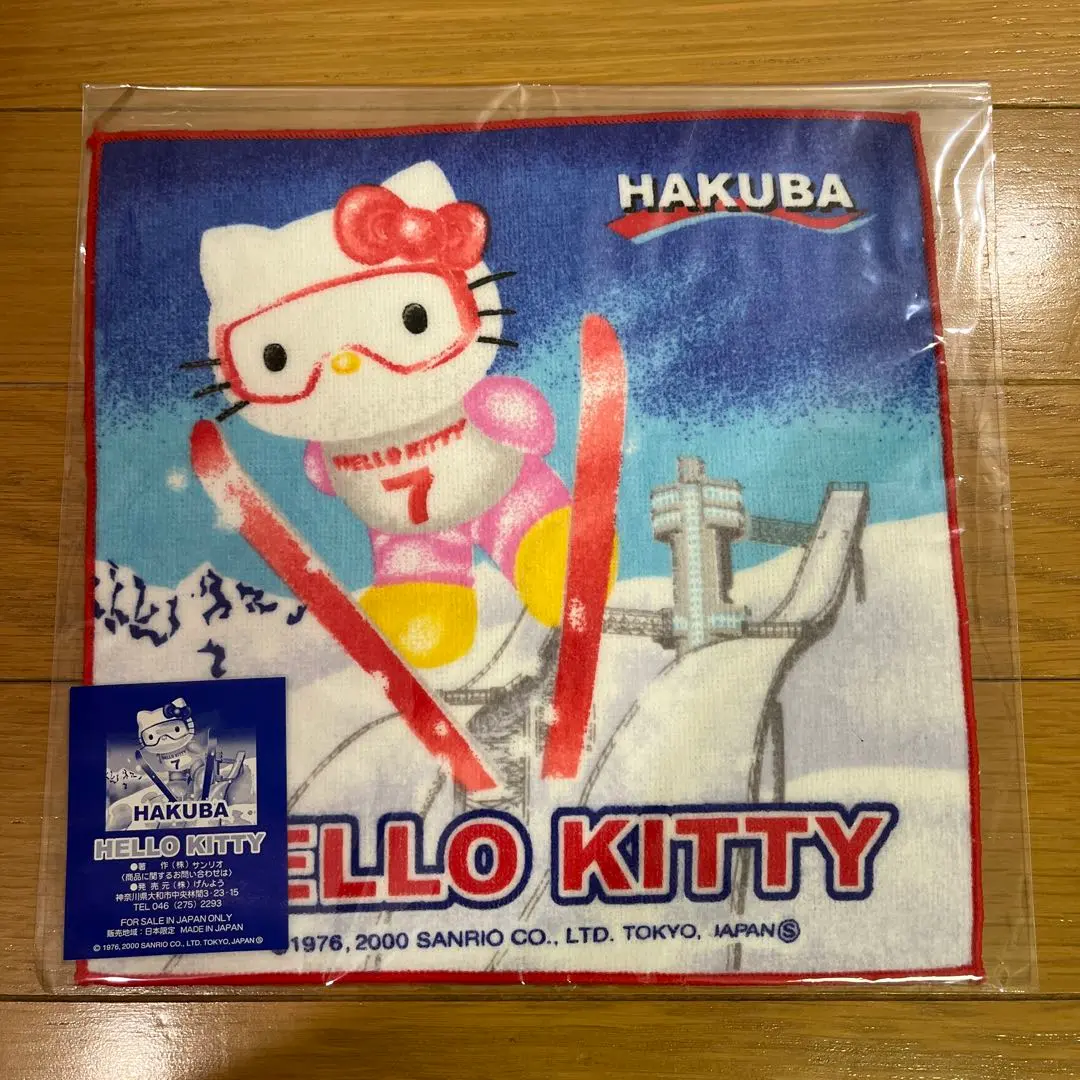 HAKUBA
HELLO KITTY
7
HELLO KITTY
©1976, 2000 SANRIO CO., LTD. TOKYO, JAPAN Ⓢ
HELLO KITTY
7
HAKUBA
HELLO KITTY
●著 作 (株) サンリオ
(商品に関するお問い合わせは)
●発 売 元 (株) げんよう
神奈川県大和市中央林間3-23-15
TEL 046 (275) 2293
FOR SALE IN JAPAN ONLY
販売地域:日本限定 MADE IN JAPAN
© 1976, 2000 SANRIO CO., LTD. TOKYO, JAPAN Ⓢ